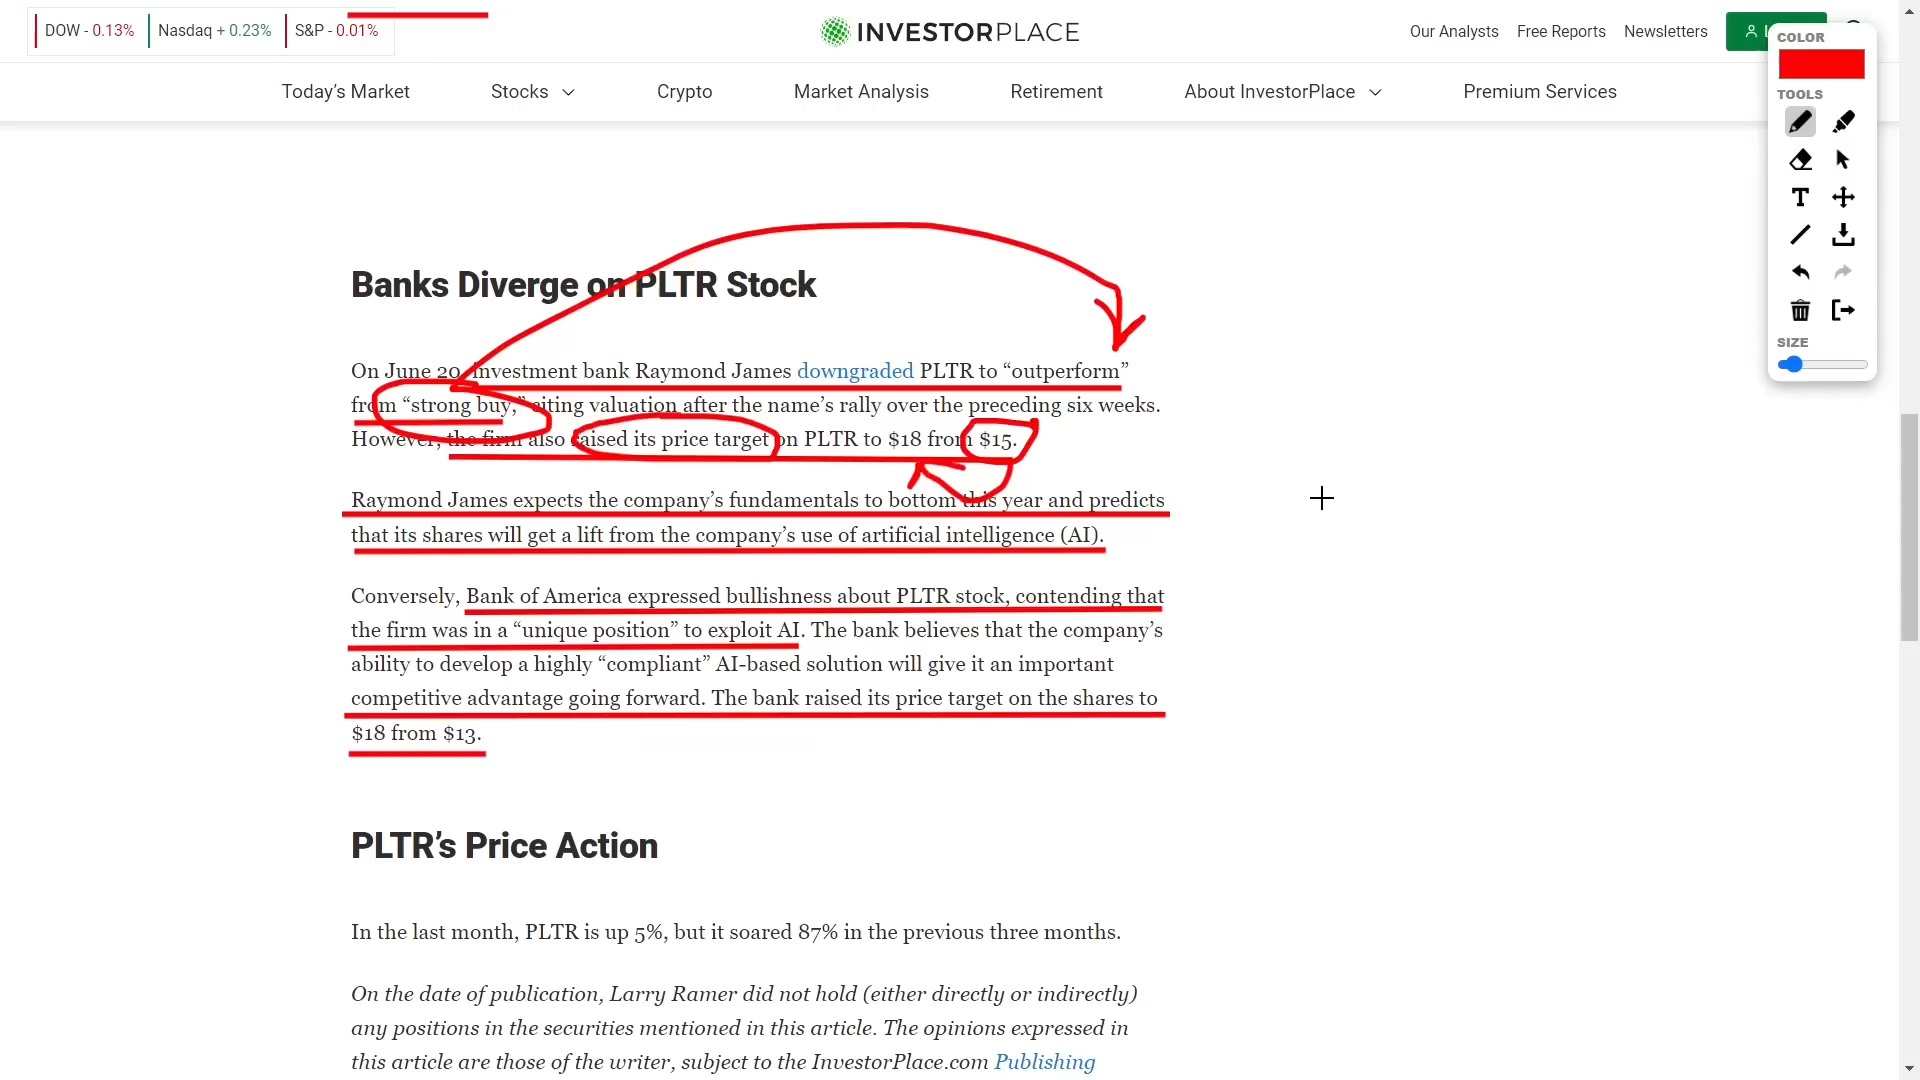 DOW - 0.13% Nasdaq + 0.23% S&P - 0.01%
INVESTORPLACE
Our Analysts Free Reports Newsletters
Today’s Market Stocks Crypto Market Analysis Retirement About InvestorPlace Premium Services
COLOR
TOOLS
SIZE
Banks Diverge on PLTR Stock
On June 20, investment bank Raymond James downgraded PLTR to “outperform”
from “strong buy,” citing valuation after the name’s rally over the preceding six weeks.
However, the firm also raised its price target on PLTR to $18 from $15.
Raymond James expects the company’s fundamentals to bottom this year and predicts
that its shares will get a lift from the company’s use of artificial intelligence (AI).
Conversely, Bank of America expressed bullishness about PLTR stock, contending that
the firm was in a “unique position” to exploit AI. The bank believes that the company’s
ability to develop a highly “compliant” AI-based solution will give it an important
competitive advantage going forward. The bank raised its price target on the shares to
$18 from $13.
PLTR’s Price Action
In the last month, PLTR is up 5%, but it soared 87% in the previous three months.
On the date of publication, Larry Ramer did not hold (either directly or indirectly)
any positions in the securities mentioned in this article. The opinions expressed in
this article are those of the writer, subject to the InvestorPlace.com Publishing